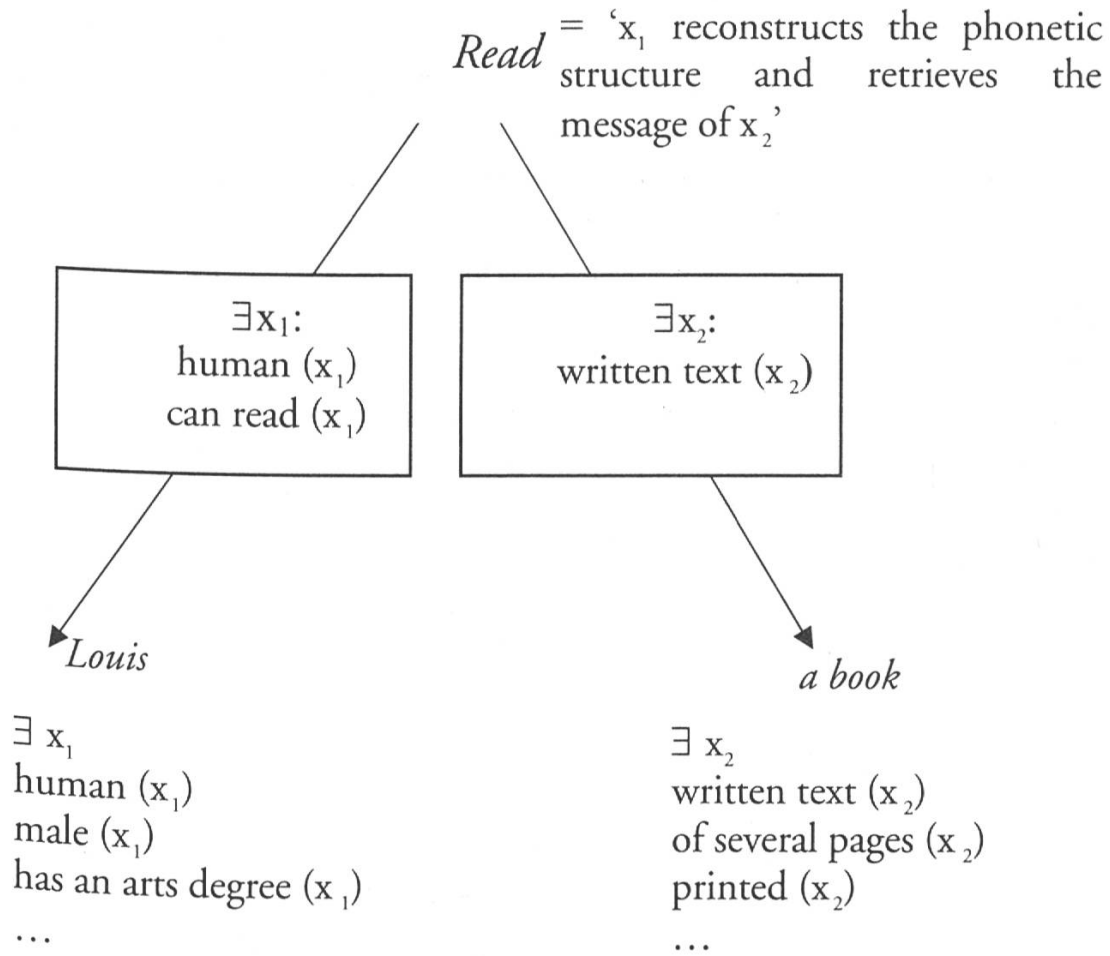 Read = ‘x₁ reconstructs the phonetic
structure and retrieves the
message of x₂’
∃x₁:
human (x₁)
can read (x₁)
∃x₂:
written text (x₂)
Louis
∃ x₁
human (x₁)
male (x₁)
has an arts degree (x₁)
…
a book
∃ x₂
written text (x₂)
of several pages (x₂)
printed (x₂)
…